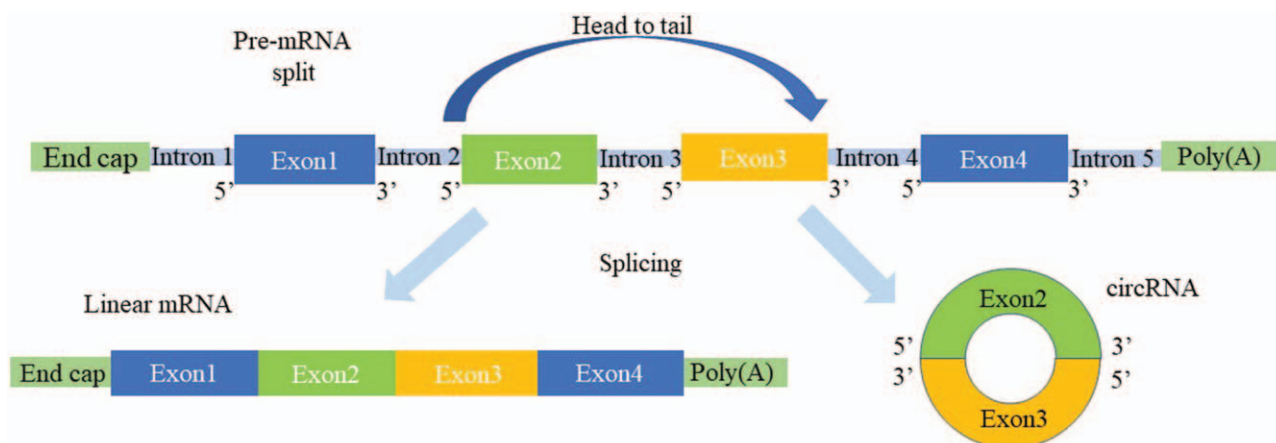 Head to tail
Pre-mRNA
split
End cap Intron 1 Exon1 Intron 2 Exon2 Intron 3 Exon3 Intron 4 Exon4 Intron 5 Poly(A)
5’ 3’ 5’ 3’ 5’ 3’ 5’ 3’
Splicing
Linear mRNA
End cap Exon1 Exon2 Exon3 Exon4 Poly(A)
circRNA
Exon2
5’ 3’
3’ 5’
Exon3